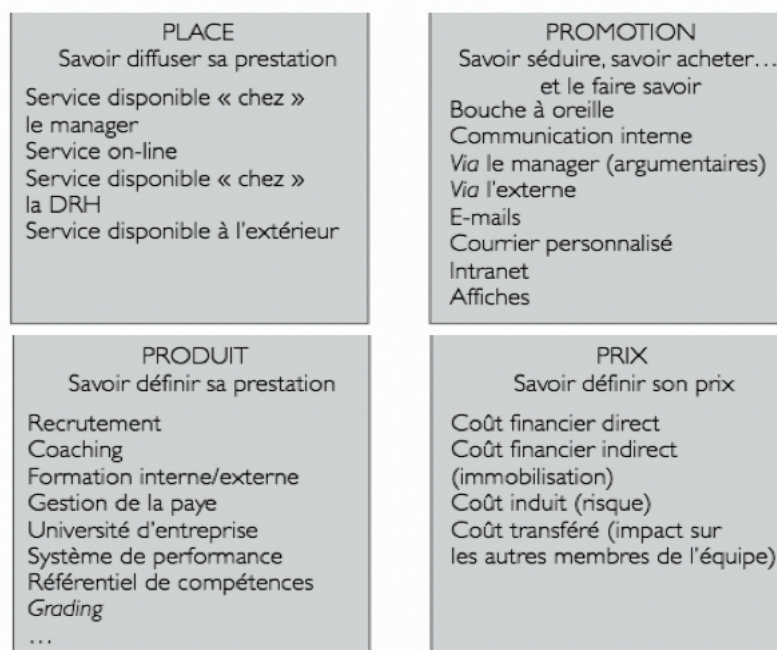 PLACE
Savoir diffuser sa prestation
Service disponible « chez »
le manager
Service on-line
Service disponible « chez »
la DRH
Service disponible à l'extérieur
PROMOTION
Savoir séduire, savoir acheter…
et le faire savoir
Bouche à oreille
Communication interne
Via le manager (argumentaires)
Via l'externe
E-mails
Courrier personnalisé
Intranet
Affiches
PRODUIT
Savoir définir sa prestation
Recrutement
Coaching
Formation interne/externe
Gestion de la paye
Université d'entreprise
Système de performance
Référentiel de compétences
Grading
…
PRIX
Savoir définir son prix
Coût financier direct
Coût financier indirect
(immobilisation)
Coût induit (risque)
Coût transféré (impact sur
les autres membres de l'équipe)